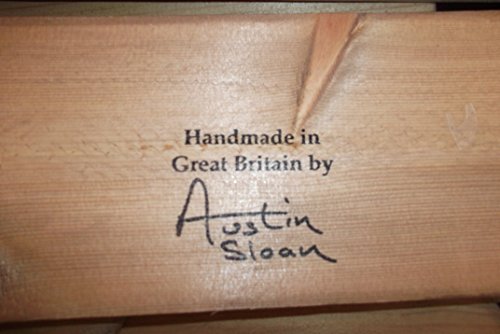 Handmade in
Great Britain by
Austin
Sloan